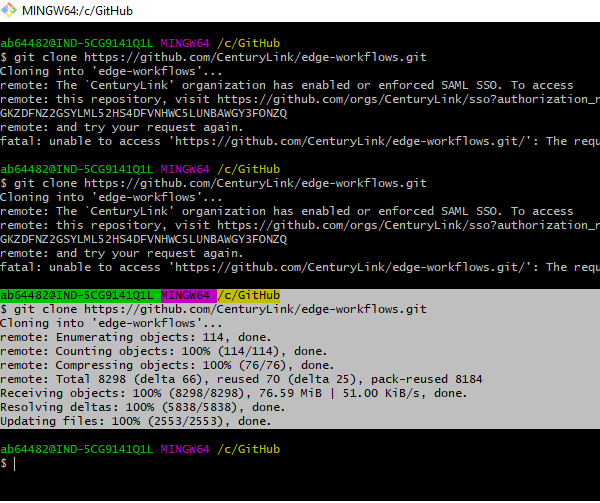 MINGW64:/c/GitHub
ab64482@IND-5CG9141Q1L MINGW64 /c/GitHub
$ git clone https://github.com/CenturyLink/edge-workflows.git
Cloning into 'edge-workflows'...
remote: The `CenturyLink' organization has enabled or enforced SAML SSO. To access
remote: this repository, visit https://github.com/orgs/CenturyLink/sso?authorization_r
GKZDFNZ2GSYLML52HS4DFVNHWC5LUNBAWGY3FONZQ
remote: and try your request again.
fatal: unable to access 'https://github.com/CenturyLink/edge-workflows.git/': The requ
ab64482@IND-5CG9141Q1L MINGW64 /c/GitHub
$ git clone https://github.com/CenturyLink/edge-workflows.git
Cloning into 'edge-workflows'...
remote: The `CenturyLink' organization has enabled or enforced SAML SSO. To access
remote: this repository, visit https://github.com/orgs/CenturyLink/sso?authorization_r
GKZDFNZ2GSYLML52HS4DFVNHWC5LUNBAWGY3FONZQ
remote: and try your request again.
fatal: unable to access 'https://github.com/CenturyLink/edge-workflows.git/': The requ
ab64482@IND-5CG9141Q1L MINGW64 /c/GitHub
$ git clone https://github.com/CenturyLink/edge-workflows.git
Cloning into 'edge-workflows'...
remote: Enumerating objects: 114, done.
remote: Counting objects: 100% (114/114), done.
remote: Compressing objects: 100% (76/76), done.
remote: Total 8298 (delta 66), reused 70 (delta 25), pack-reused 8184
Receiving objects: 100% (8298/8298), 76.59 MiB | 51.00 KiB/s, done.
Resolving deltas: 100% (5838/5838), done.
Updating files: 100% (2553/2553), done.
ab64482@IND-5CG9141Q1L MINGW64 /c/GitHub
$